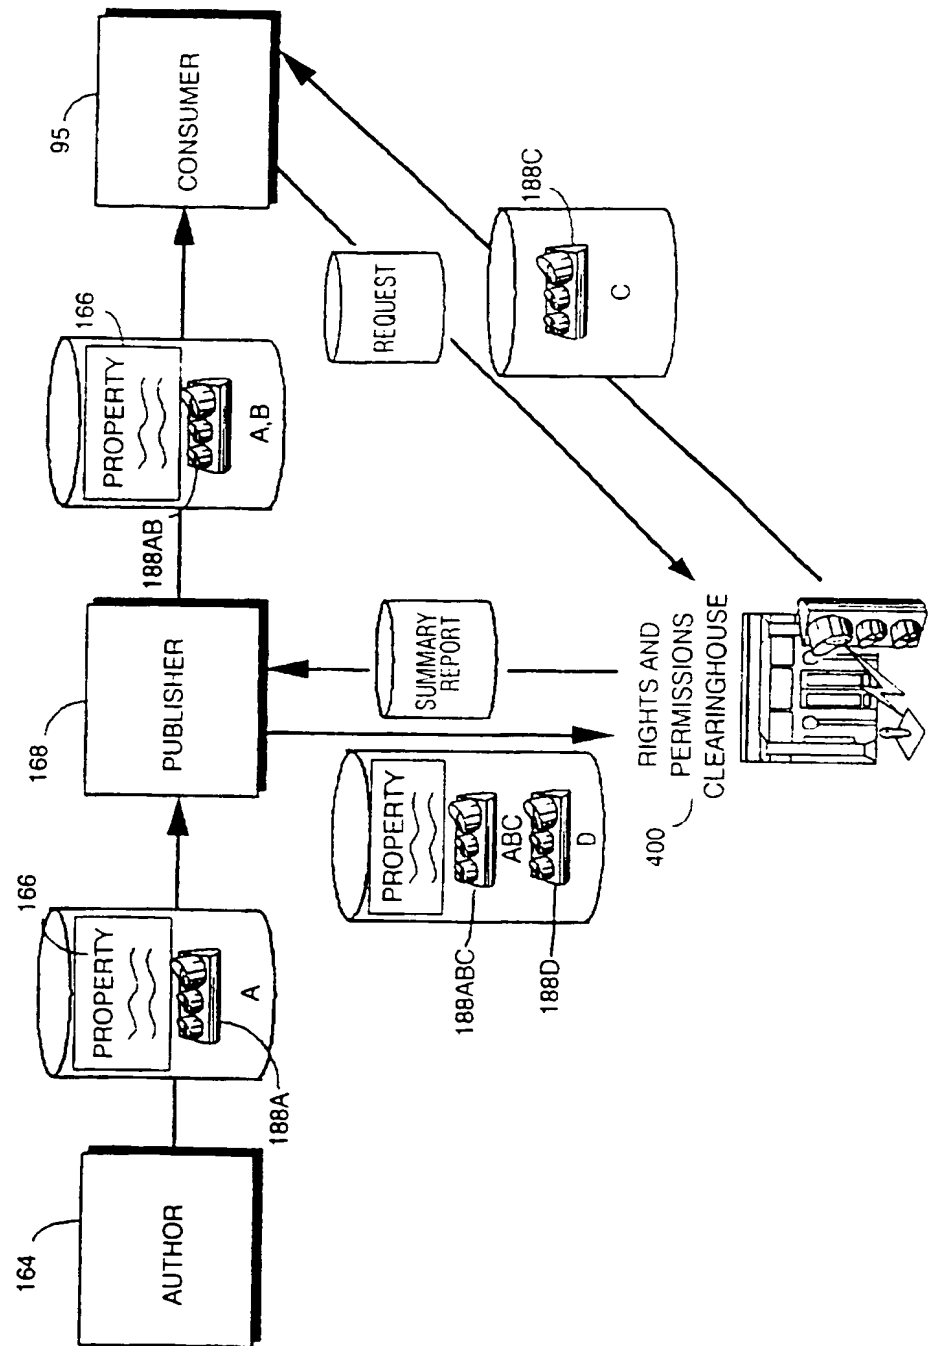 164
AUTHOR
166
PROPERTY
A
188A
168
PUBLISHER
188AB
166
PROPERTY
A,B
95
CONSUMER
PROPERTY
ABC
D
188ABC
188D
SUMMARY
REPORT
REQUEST
188C
C
400
RIGHTS AND
PERMISSIONS
CLEARINGHOUSE